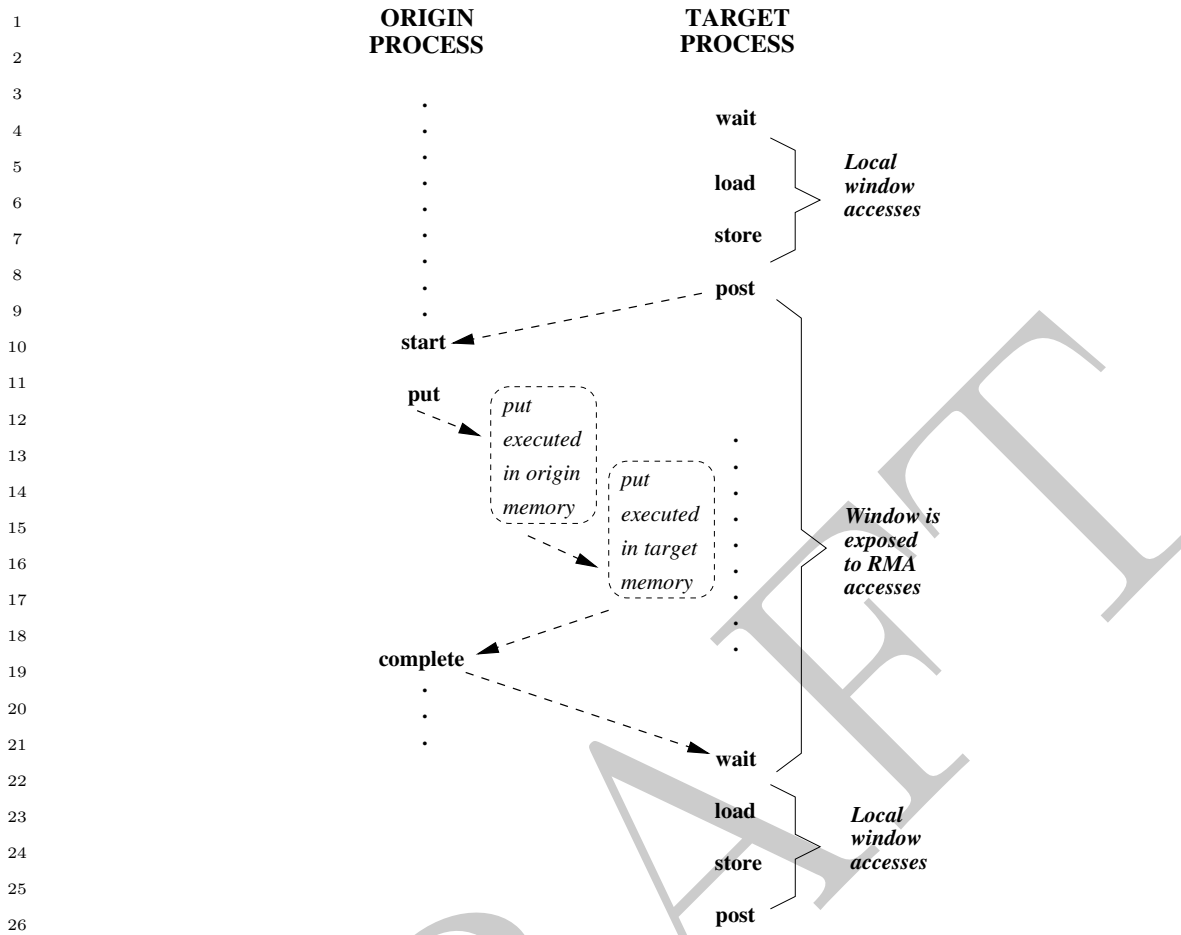 1
2
3
4
5
6
7
8
9
10
11
12
13
14
15
16
17
18
19
20
21
22
23
24
25
26
ORIGIN
PROCESS
start
put
complete
put
executed
in origin
memory
put
executed
in target
memory
TARGET
PROCESS
wait
load
store
post
wait
load
store
post
Local
window
accesses
Window is
exposed
to RMA
accesses
Local
window
accesses
DRAFT